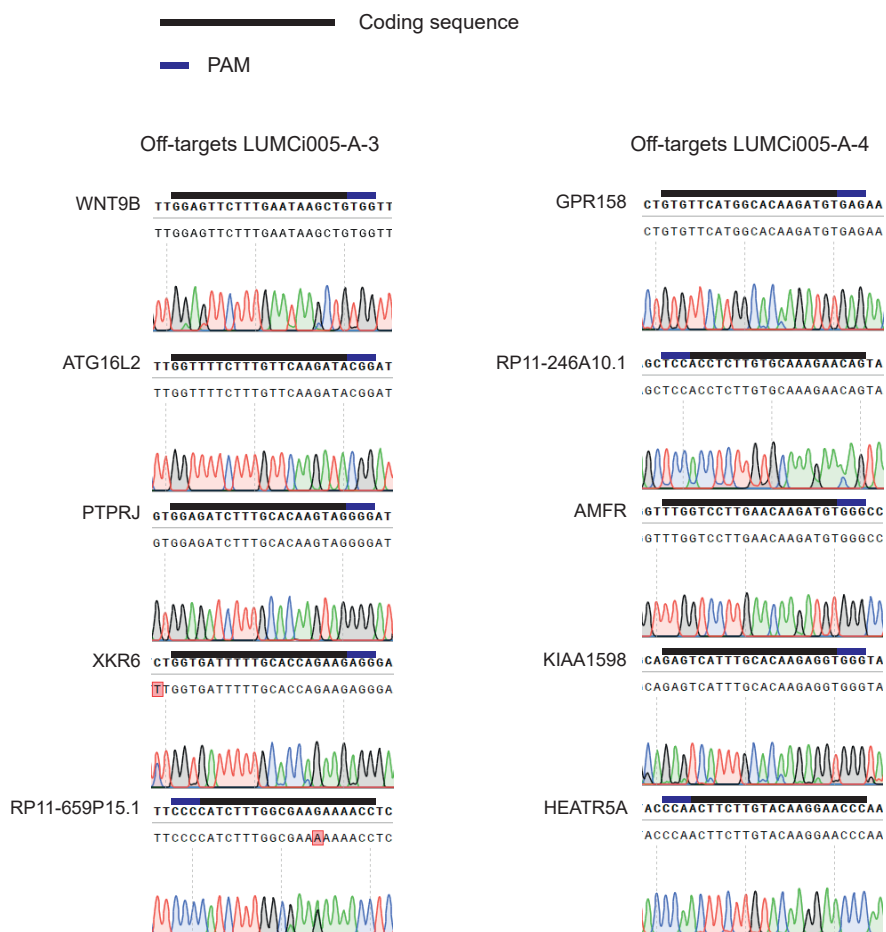 Coding sequence
PAM
Off-targets LUMCi005-A-3
WNT9B
TTGGAGTTCTTTGAATAAGCTGTGGTT
TTGGAGTTCTTTGAATAAGCTGTGGTT
ATG16L2
TTGGTTTTCTTTGTTCAAGATACGGAT
TTGGTTTTCTTTGTTCAAGATACGGAT
PTPRJ
GTGGAGATCTTTGCACAAGTAGGGGAT
GTGGAGATCTTTGCACAAGTAGGGGAT
XKR6
CTGGTGATTTTTGCACCAGAAGAGGGA
TTGGTGATTTTTGCACCAGAAGAGGGA
RP11-659P15.1
TTCCCCATCTTTGGCGAAGAAAACCTC
TTCCCCATCTTTGGCGAAAAAAACCTC
Off-targets LUMCi005-A-4
GPR158
CTGTGTTCATGGCACAAGATGTGAGAA
CTGTGTTCATGGCACAAGATGTGAGAA
RP11-246A10.1
GCTCCACCTCTTGTGCAAAGAACAGTA
GCTCCACCTCTTGTGCAAAGAACAGTA
AMFR
GTTTGGTCCTTGAACAAGATGTGGGCC
GTTTGGTCCTTGAACAAGATGTGGGCC
KIAA1598
CAGAGTCATTTGCACAAGAGGTGGGTA
CAGAGTCATTTGCACAAGAGGTGGGTA
HEATR5A
ACCCAACTTCTTGTACAAGGAACCCAA
ACCCAACTTCTTGTACAAGGAACCCAA